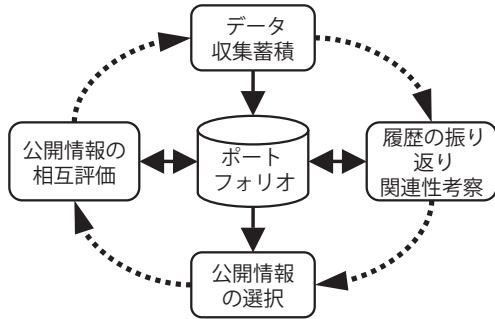 データ
収集蓄積
公開情報の
相互評価
ポート
フォリオ
履歴の振り
返り
関連性考察
公開情報
の選択